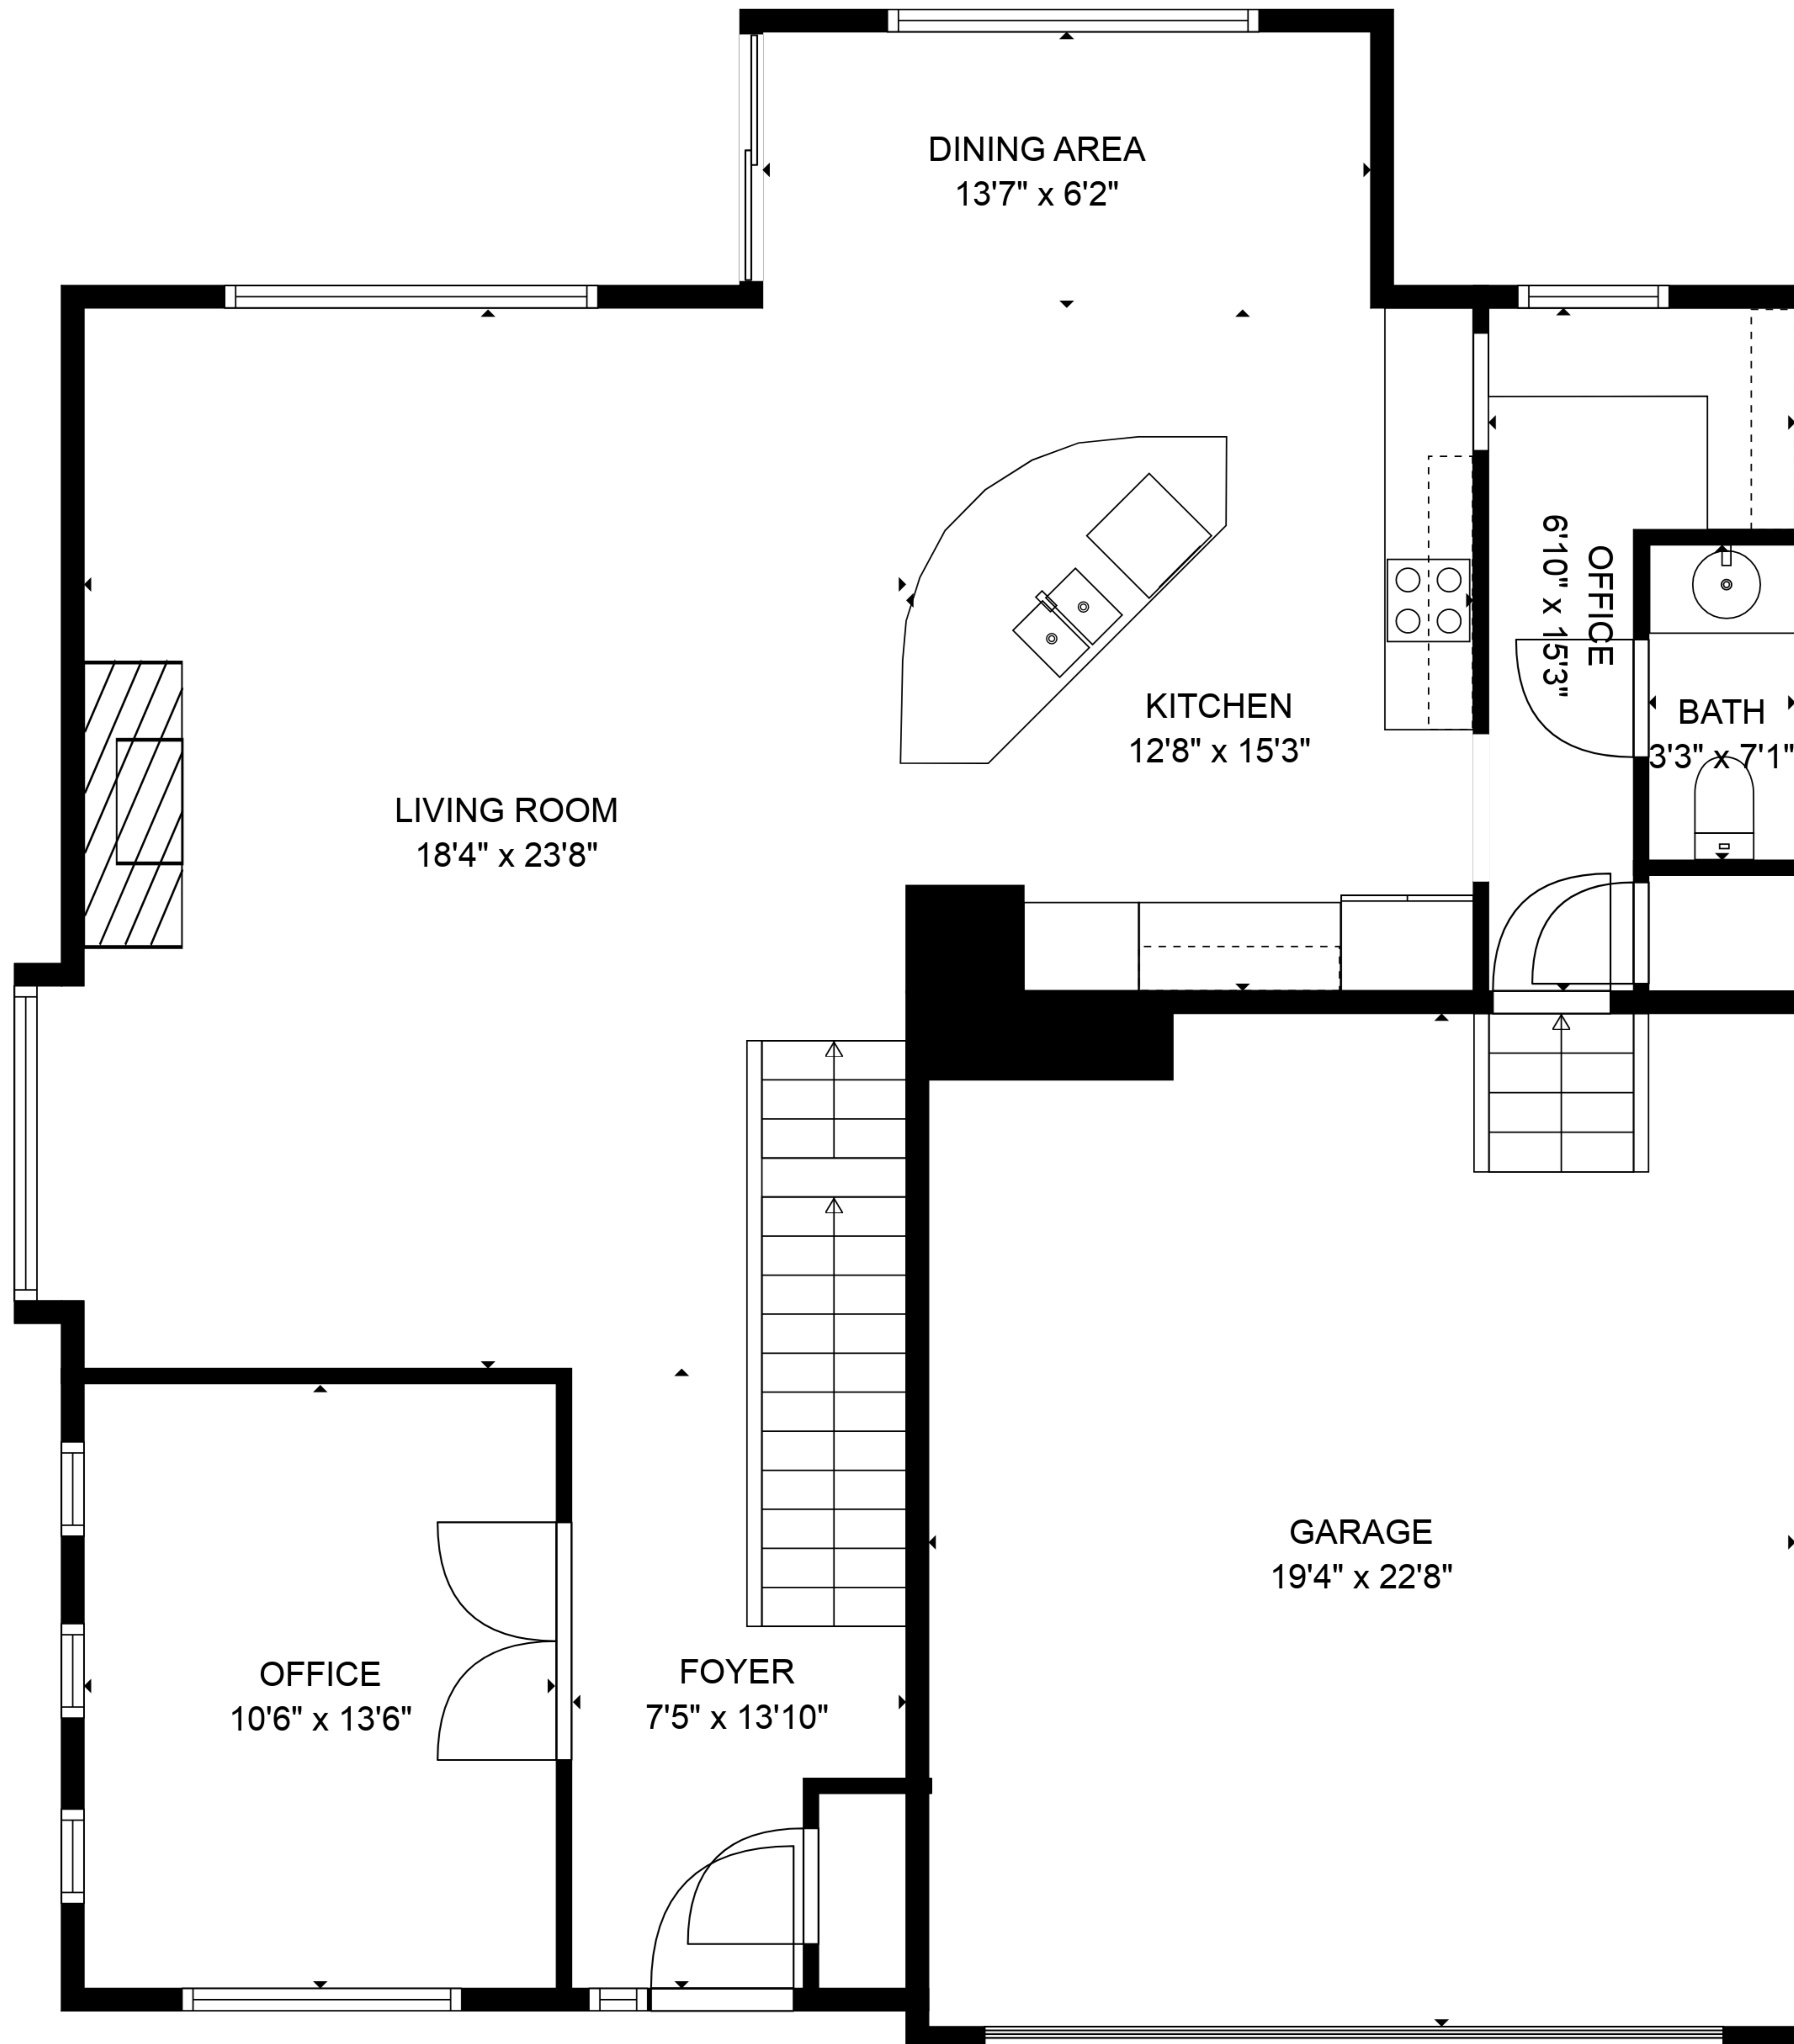 DINING AREA
13'7" x 6'2"
OFFICE
6'10" x 15'3"
KITCHEN
12'8" x 15'3"
BATH
3'3" x 7'1"
LIVING ROOM
18'4" x 23'8"
GARAGE
19'4" x 22'8"
OFFICE
10'6" x 13'6"
FOYER
7'5" x 13'10"